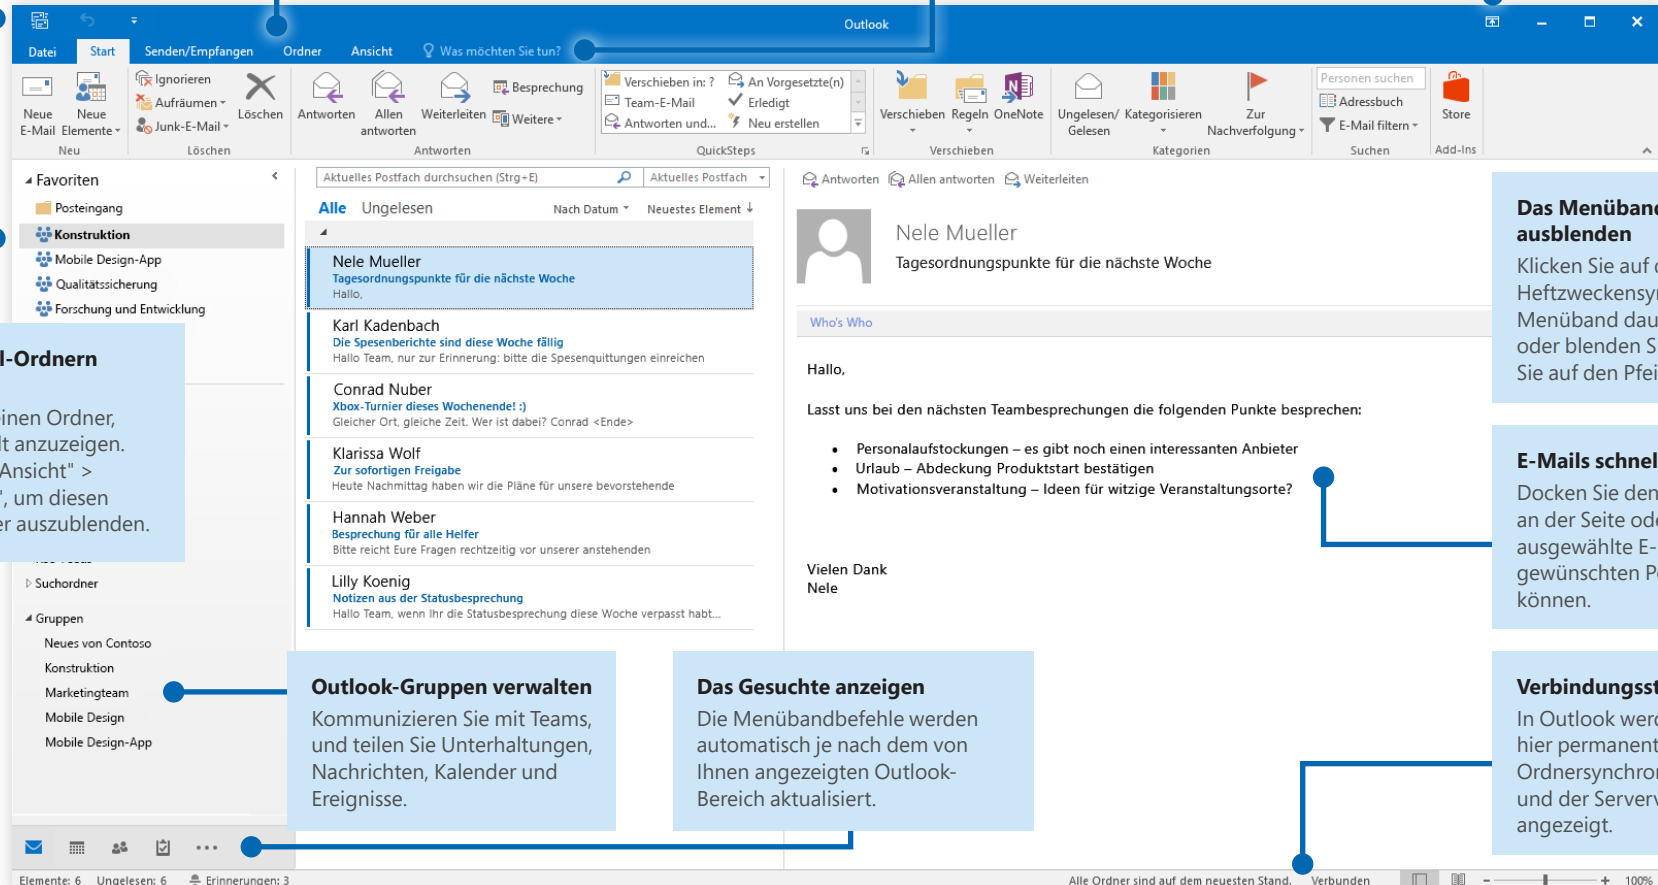 Outlook
Datei Start Senden/Empfangen Ordner Ansicht Was möchten Sie tun?
Neue E-Mail
Neue Elemente
Neu
Ignorieren
Aufräumen
Junk-E-Mail
Löschen
Löschen
Antworten
Allen antworten
Weiterleiten
Besprechung
Weitere
Antworten
Verschieben in: ?
Team-E-Mail
Antworten und...
An Vorgesetzte(n)
Erledigt
Neu erstellen
QuickSteps
Verschieben
Regeln
OneNote
Verschieben
Ungelesen/ Gelesen
Kategorisieren
Zur Nachverfolgung
Kategorien
Personen suchen
Adressbuch
E-Mail filtern
Suchen
Store
Add-Ins
Favoriten
Posteingang
Konstruktion
Mobile Design-App
Qualitätssicherung
Forschung und Entwicklung
l-Ordnern
inen Ordner,
lt anzuzeigen.
Ansicht" >
", um diesen
er auszublenden.
Suchordner
Gruppen
Neues von Contoso
Konstruktion
Marketingteam
Mobile Design
Mobile Design-App
Aktuelles Postfach durchsuchen (Strg+E) Aktuelles Postfach
Alle Ungelesen Nach Datum Neuestes Element
Nele Mueller
Tagesordnungspunkte für die nächste Woche
Hallo,
Karl Kadenbach
Die Spesenberichte sind diese Woche fällig
Hallo Team, nur zur Erinnerung: bitte die Spesenquittungen einreichen
Conrad Nuber
Xbox-Turnier dieses Wochenende! :)
Gleicher Ort, gleiche Zeit. Wer ist dabei? Conrad <Ende>
Klarissa Wolf
Zur sofortigen Freigabe
Heute Nachmittag haben wir die Pläne für unsere bevorstehende
Hannah Weber
Besprechung für alle Helfer
Bitte reicht Eure Fragen rechtzeitig vor unserer anstehenden
Lilly Koenig
Notizen aus der Statusbesprechung
Hallo Team, wenn Ihr die Statusbesprechung diese Woche verpasst habt...
Antworten Allen antworten Weiterleiten
Nele Mueller
Tagesordnungspunkte für die nächste Woche
Who's Who
Hallo,
Lasst uns bei den nächsten Teambesprechungen die folgenden Punkte besprechen:
• Personalaufstockungen – es gibt noch einen interessanten Anbieter
• Urlaub – Abdeckung Produktstart bestätigen
• Motivationsveranstaltung – Ideen für witzige Veranstaltungsorte?
Vielen Dank
Nele
Das Menüband
ausblenden
Klicken Sie auf d
Heftzweckensym
Menüband dau
oder blenden S
Sie auf den Pfei
E-Mails schnel
Docken Sie den
an der Seite ode
ausgewählte E-
gewünschten Po
können.
Verbindungsst
In Outlook werd
hier permanent
Ordnersynchron
und der Serverv
angezeigt.
Outlook-Gruppen verwalten
Kommunizieren Sie mit Teams,
und teilen Sie Unterhaltungen,
Nachrichten, Kalender und
Ereignisse.
Das Gesuchte anzeigen
Die Menübandbefehle werden
automatisch je nach dem von
Ihnen angezeigten Outlook-
Bereich aktualisiert.
Elemente: 6 Ungelesen: 6 Erinnerungen: 3 Alle Ordner sind auf dem neuesten Stand. Verbunden 100%